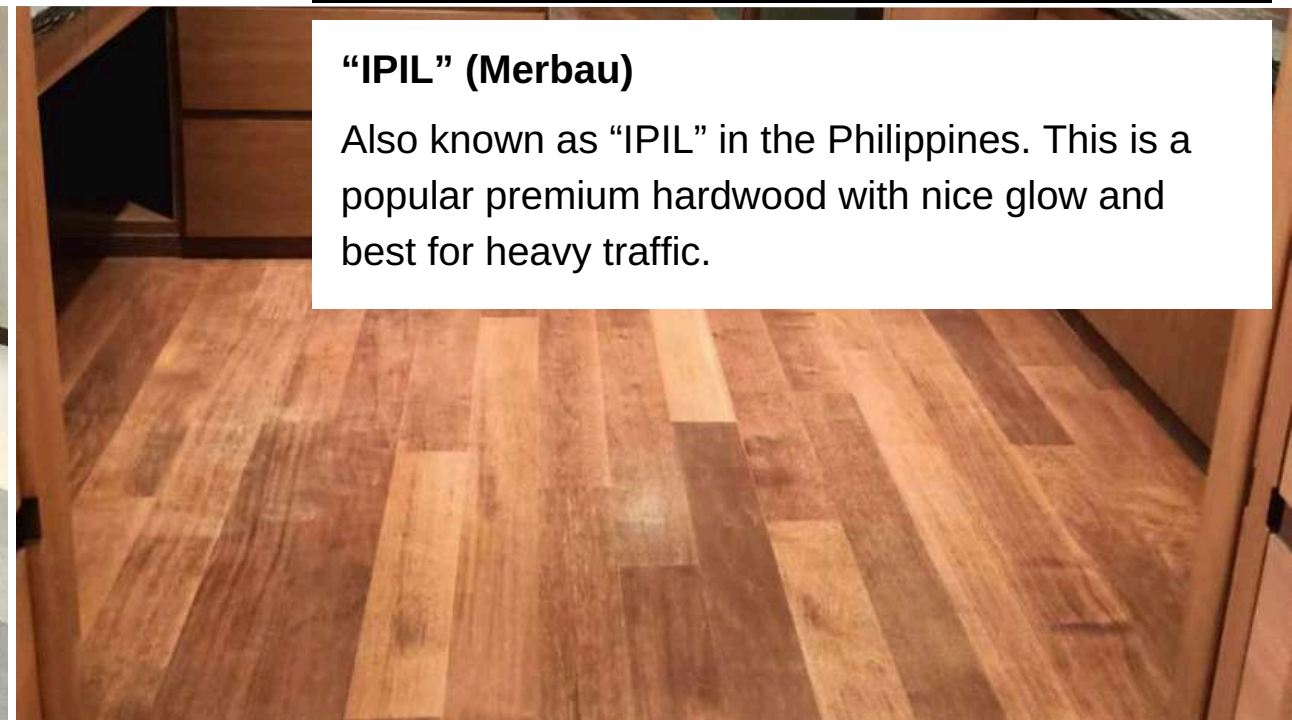 “IPIL” (Merbau)
Also known as “IPIL” in the Philippines. This is a
popular premium hardwood with nice glow and
best for heavy traffic.